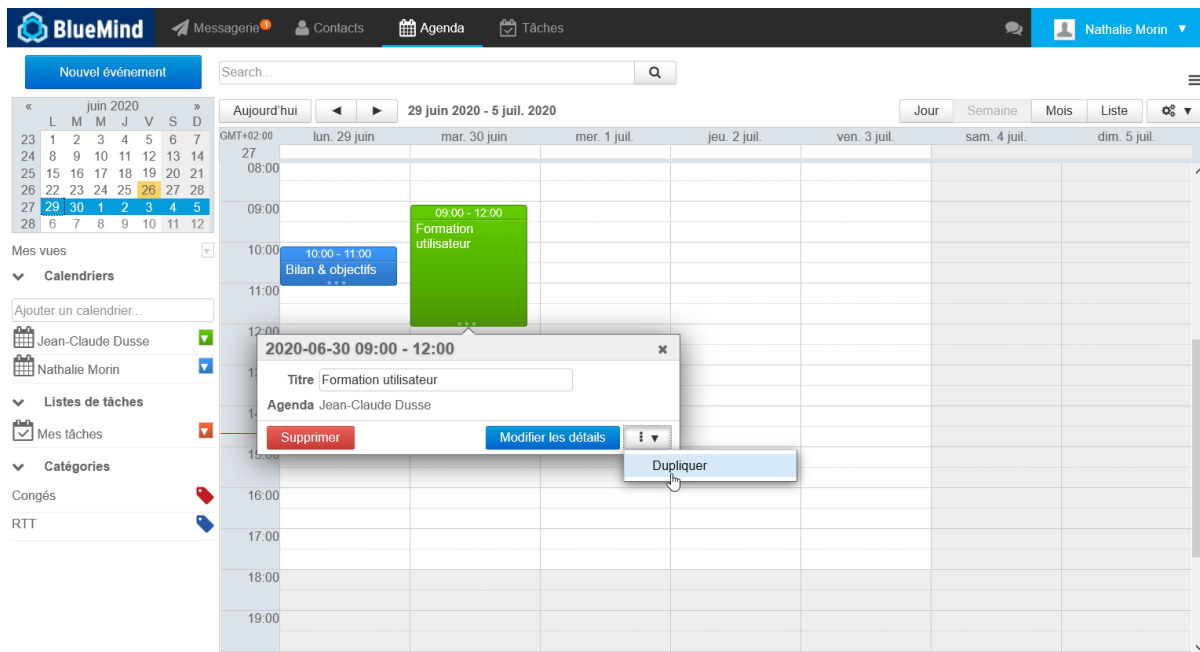 BlueMind Messagerie 1 Contacts Agenda Tâches Nathalie Morin
Nouvel événement Search...
« juin 2020 »
L M M J V S D
23 1 2 3 4 5 6 7
24 8 9 10 11 12 13 14
25 15 16 17 18 19 20 21
26 22 23 24 25 26 27 28
27 29 30 1 2 3 4 5
28 6 7 8 9 10 11 12
Mes vues
Calendriers
Ajouter un calendrier...
Jean-Claude Dusse
Nathalie Morin
Listes de tâches
Mes tâches
Catégories
Congés
RTT
Aujourd'hui 29 juin 2020 - 5 juil. 2020 Jour Semaine Mois Liste
GMT+02:00 lun. 29 juin mar. 30 juin mer. 1 juil. jeu. 2 juil. ven. 3 juil. sam. 4 juil. dim. 5 juil.
27
08:00
09:00
09:00 - 12:00
Formation
utilisateur
10:00
10:00 - 11:00
Bilan & objectifs
11:00
12:00
2020-06-30 09:00 - 12:00
Titre Formation utilisateur
Agenda Jean-Claude Dusse
Supprimer Modifier les détails
Dupliquer
15:00
16:00
17:00
18:00
19:00